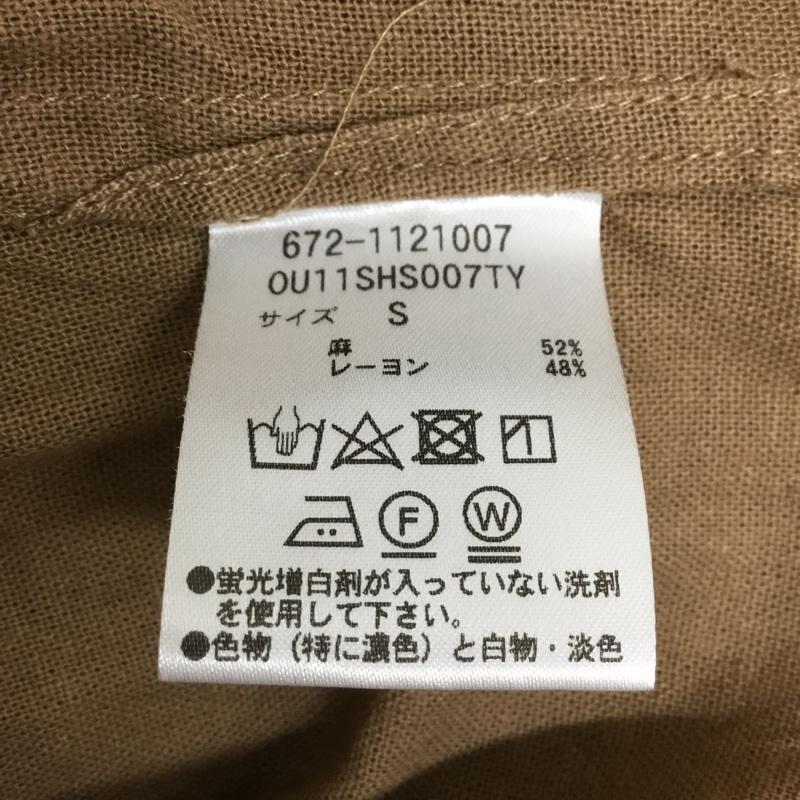 672-1121007
OU11SHS007TY
サイズ S
麻 52%
レーヨン 48%
F W
●蛍光増白剤が入っていない洗剤
を使用して下さい。
●色物（特に濃色）と白物・淡色